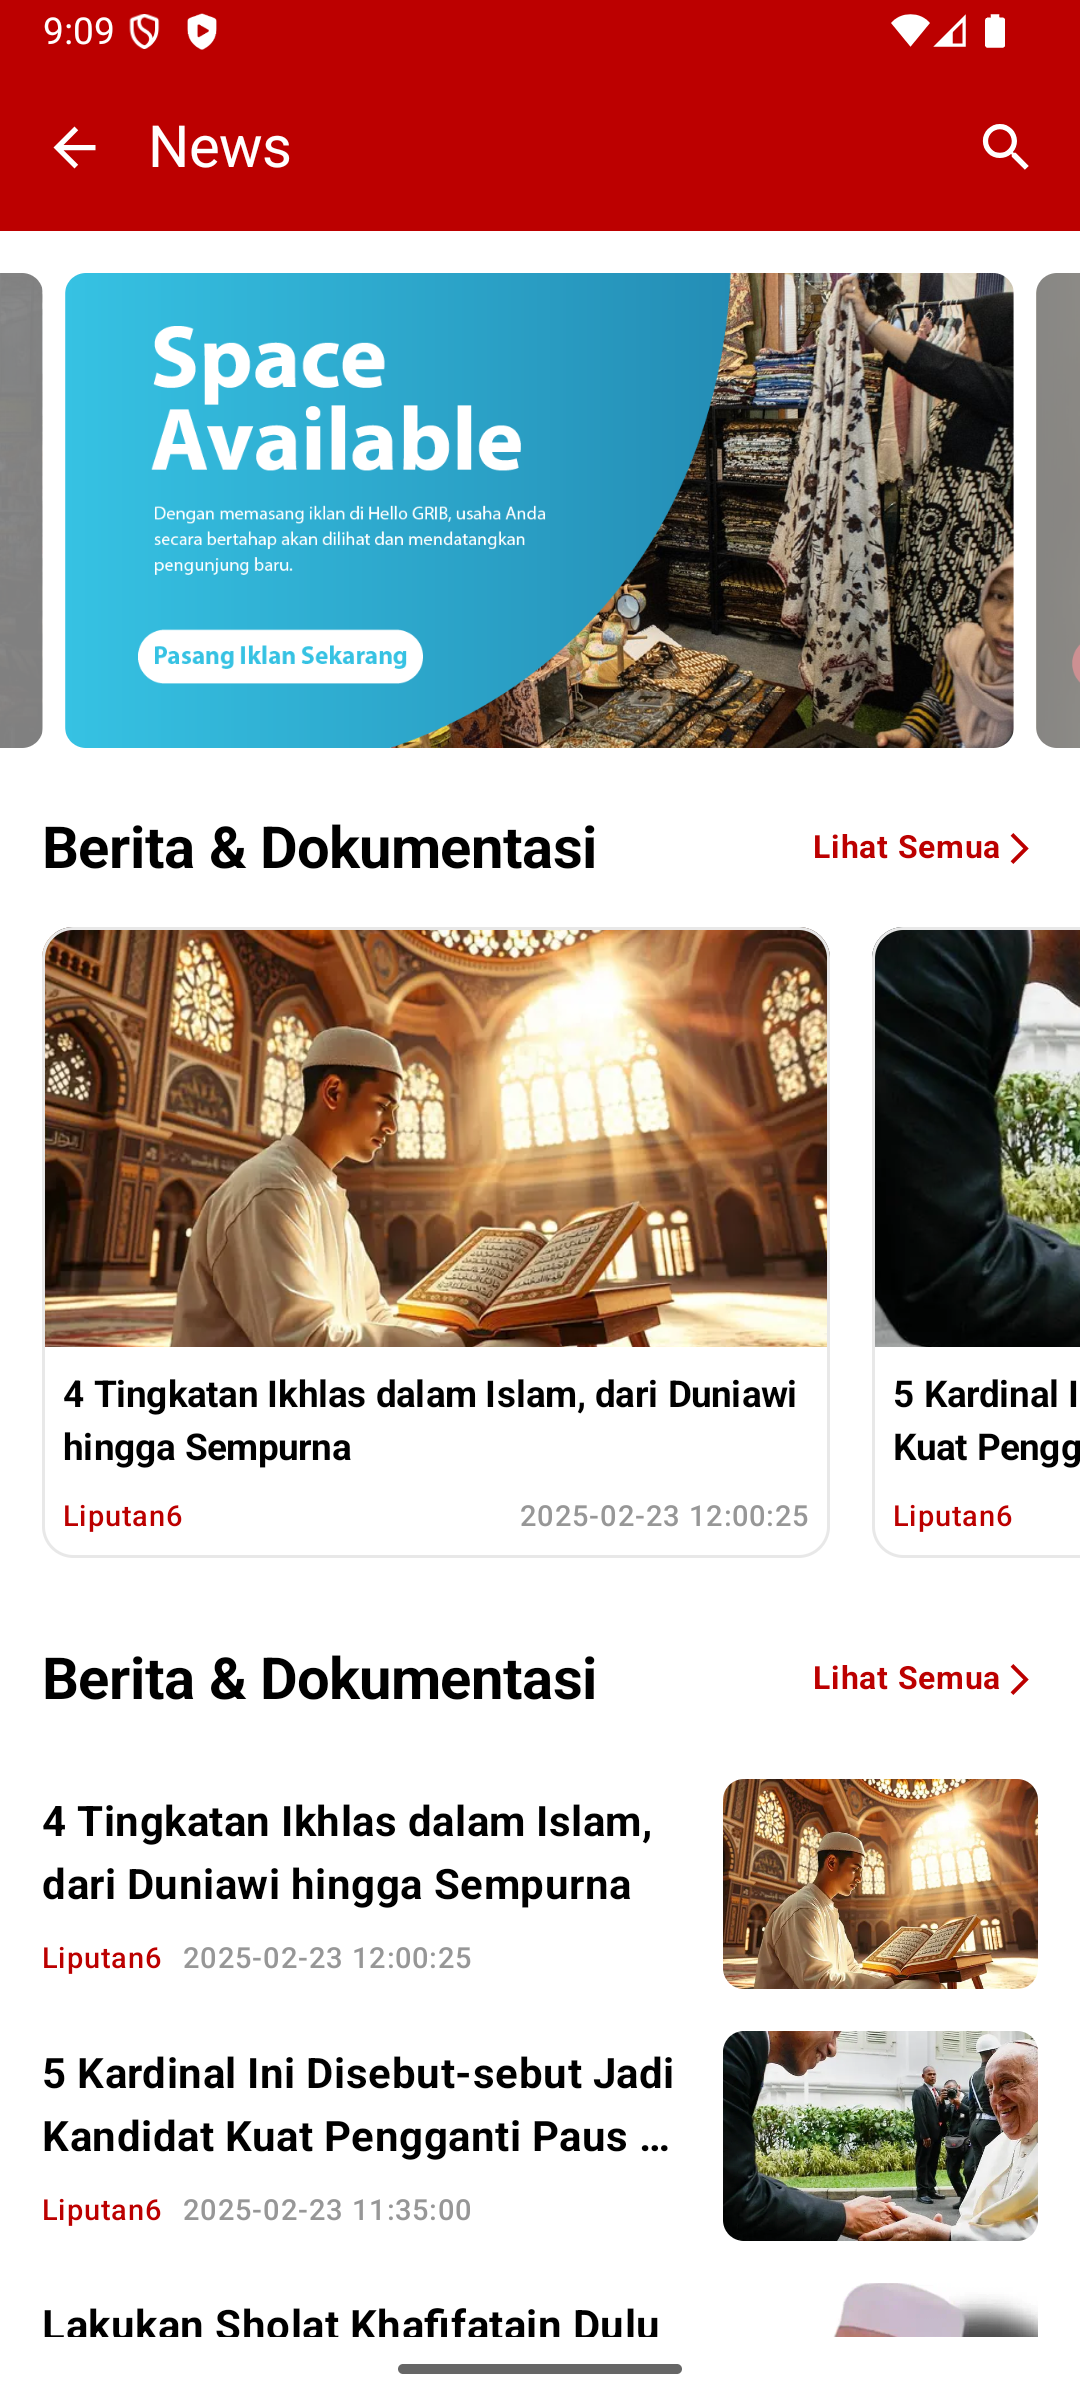 9:09
News
Space
Available
Dengan memasang iklan di Hello GRIB, usaha Anda
secara bertahap akan dilihat dan mendatangkan
pengunjung baru.
Pasang Iklan Sekarang
Berita & Dokumentasi
Lihat Semua
4 Tingkatan Ikhlas dalam Islam, dari Duniawi
hingga Sempurna
Liputan6
2025-02-23 12:00:25
5 Kardinal
Kuat
Liputan6
Berita & Dokumentasi
Lihat Semua
4 Tingkatan Ikhlas dalam Islam,
dari Duniawi hingga Sempurna
Liputan6 2025-02-23 12:00:25
5 Kardinal Ini Disebut-sebut Jadi
Kandidat Kuat Pengganti Paus ...
Liputan6 2025-02-23 11:35:00
Lakukan Sholat Khafifatain Dulu